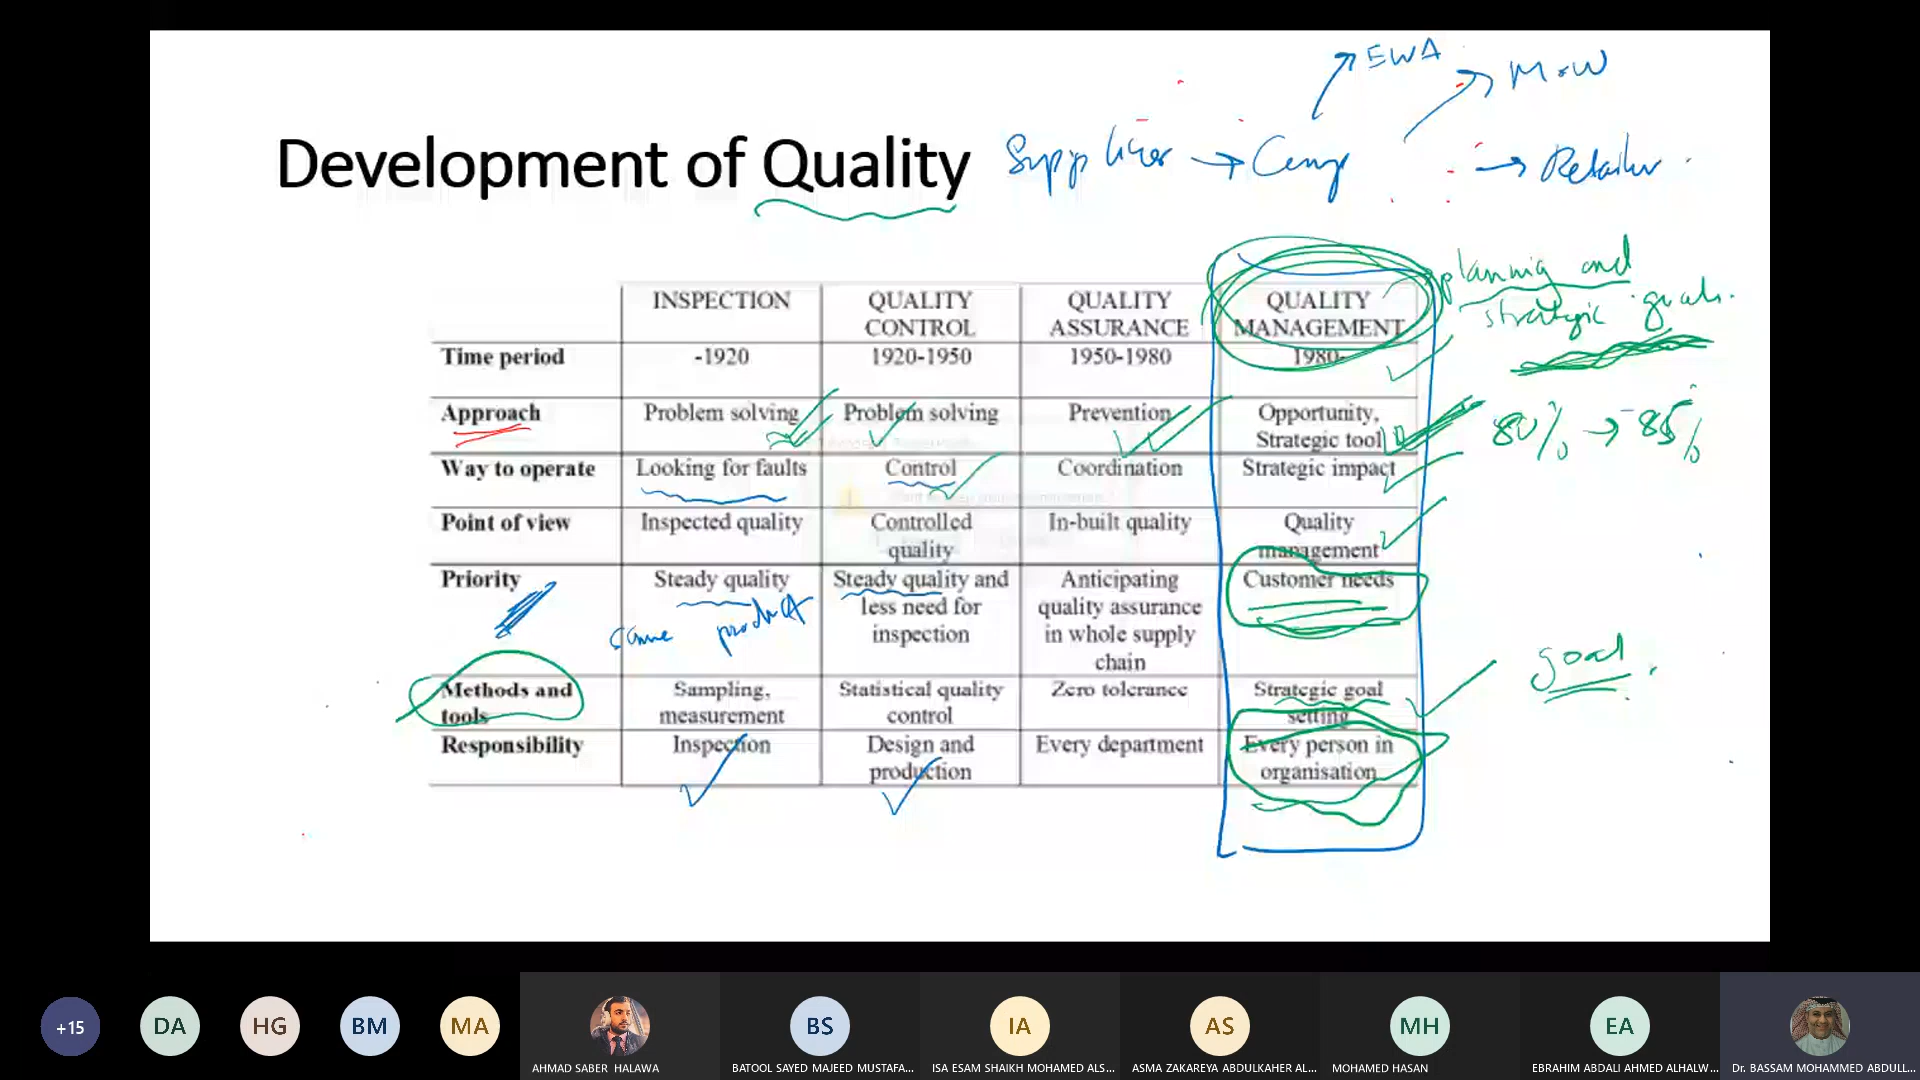 EWA
M.W
Development of Quality
Supplier → Comp → Retailer.
planning and
strategic goals.
INSPECTION QUALITY CONTROL QUALITY ASSURANCE QUALITY MANAGEMENT
Time period -1920 1920-1950 1950-1980 1980-
Approach Problem solving Problem solving Prevention Opportunity, Strategic tool
80% → 85%
Way to operate Looking for faults Control Coordination Strategic impact
Point of view Inspected quality Controlled quality In-built quality Quality management
Priority Steady quality Steady quality and less need for inspection Anticipating quality assurance in whole supply chain Customer needs
same product
goal
Methods and tools Sampling, measurement Statistical quality control Zero tolerance Strategic goal setting
Responsibility Inspection Design and production Every department Every person in organisation
+15 DA HG BM MA BS IA AS MH EA
AHMAD SABER HALAWA BATOOL SAYED MAJEED MUSTAFA... ISA ESAM SHAIKH MOHAMED ALS... ASMA ZAKAREYA ABDULKAHER AL... MOHAMED HASAN EBRAHIM ABDALI AHMED ALHALW... Dr. BASSAM MOHAMMED ABDULL...